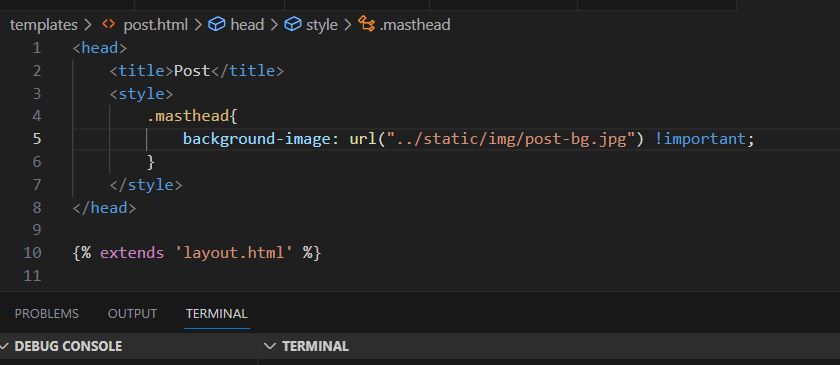 templates > post.html > head > style > .masthead
1 <head>
2 <title>Post</title>
3 <style>
4 .masthead{
5 background-image: url("../static/img/post-bg.jpg") !important;
6 }
7 </style>
8 </head>
9
10 {% extends 'layout.html' %}
11
PROBLEMS OUTPUT TERMINAL
DEBUG CONSOLE TERMINAL